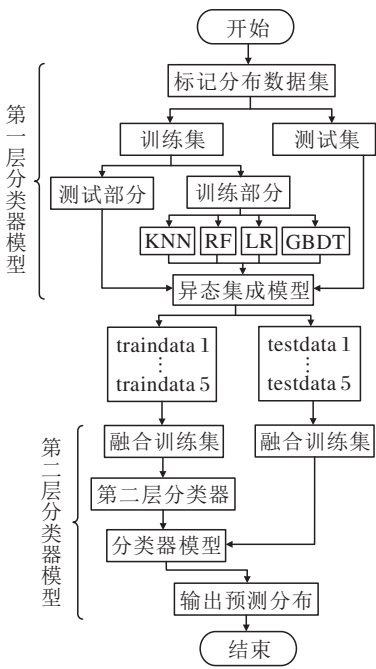 开始
标记分布数据集
训练集
测试集
测试部分
训练部分
KNN
RF
LR
GBDT
异态集成模型
第一层分类器模型
traindata 1
⋮
traindata 5
testdata 1
⋮
testdata 5
融合训练集
融合训练集
第二层分类器
分类器模型
输出预测分布
第二层分类器模型
结束